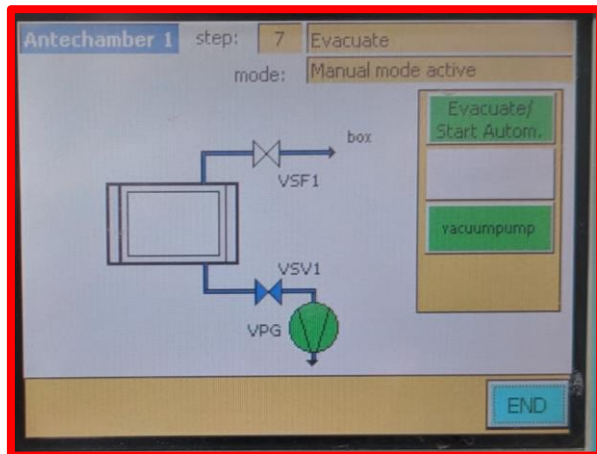 Antechamber 1 step: 7 Evacuate
mode: Manual mode active
Evacuate/
Start Autom.
box
VSF1
vacuumpump
VSV1
VPG
END